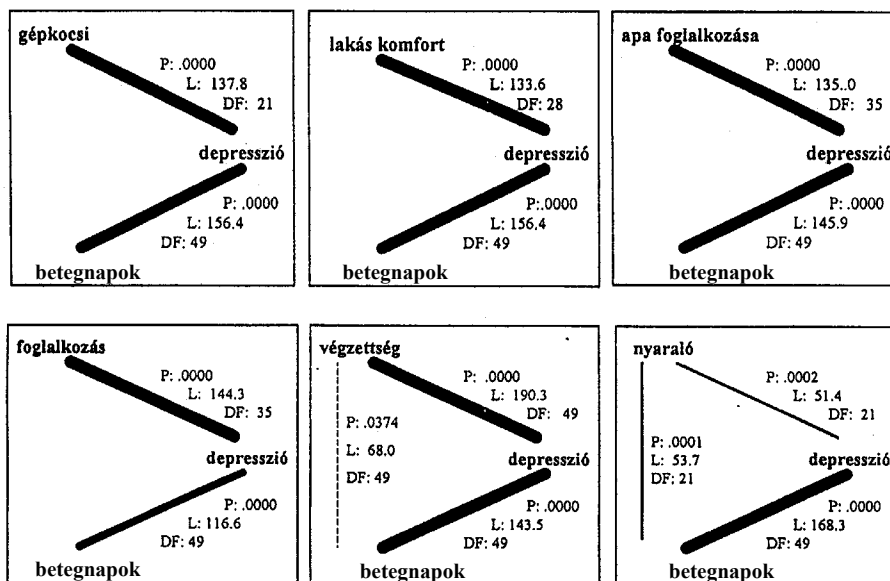 gépkocsi
P: .0000
L: 137.8
DF: 21
depresszió
P: .0000
L: 156.4
DF: 49
betegnapok
lakás komfort
P: .0000
L: 133.6
DF: 28
depresszió
P: .0000
L: 156.4
DF: 49
betegnapok
apa foglalkozása
P: .0000
L: 135..0
DF: 35
depresszió
P:.0000
L: 145.9
DF: 49
betegnapok
foglalkozás
P: .0000
L: 144.3
DF: 35
depresszió
P: .0000
L: 116.6
DF: 49
betegnapok
végzettség
P: .0000
L: 190.3
DF: 49
P: .0374
L: 68.0
DF: 49
depresszió
P: .0000
L: 143.5
DF: 49
betegnapok
nyaraló
P: .0002
L: 51.4
DF: 21
P: .0001
L: 53.7
DF: 21
depresszió
P: .0000
L: 168.3
DF: 49
betegnapok